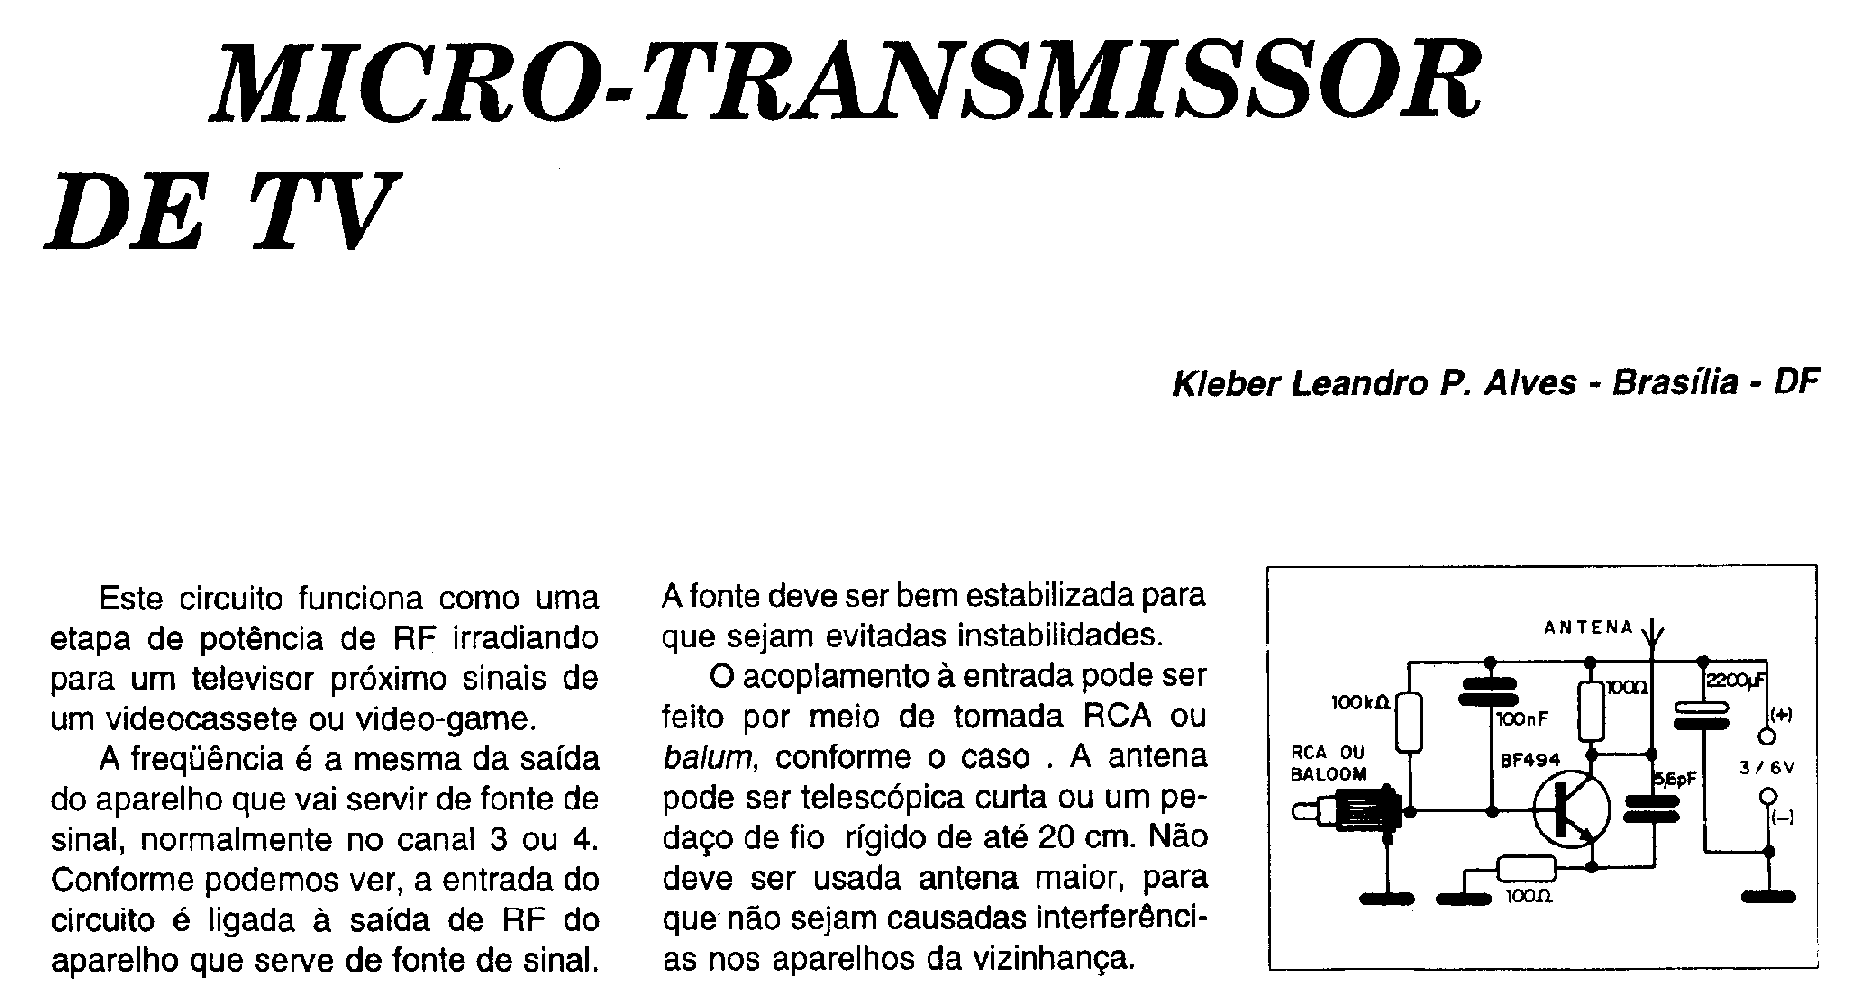 MICRO-TRANSMISSOR
DE TV
Kleber Leandro P. Alves - Brasília - DF
Este circuito funciona como uma
etapa de potência de RF irradiando
para um televisor próximo sinais de
um videocassete ou video-game.
A freqüência é a mesma da saída
do aparelho que vai servir de fonte de
sinal, normalmente no canal 3 ou 4.
Conforme podemos ver, a entrada do
circuito é ligada à saída de RF do
aparelho que serve de fonte de sinal.
A fonte deve ser bem estabilizada para
que sejam evitadas instabilidades.
O acoplamento à entrada pode ser
feito por meio de tomada RCA ou
balum, conforme o caso . A antena
pode ser telescópica curta ou um pe-
daço de fio rígido de até 20 cm. Não
deve ser usada antena maior, para
que não sejam causadas interferênci-
as nos aparelhos da vizinhança.
ANTENA
100kΩ
100nF
100Ω
2200µF
(+)
RCA OU
BALOOM
BF494
5,6pF
3 / 6V
(-)
100Ω